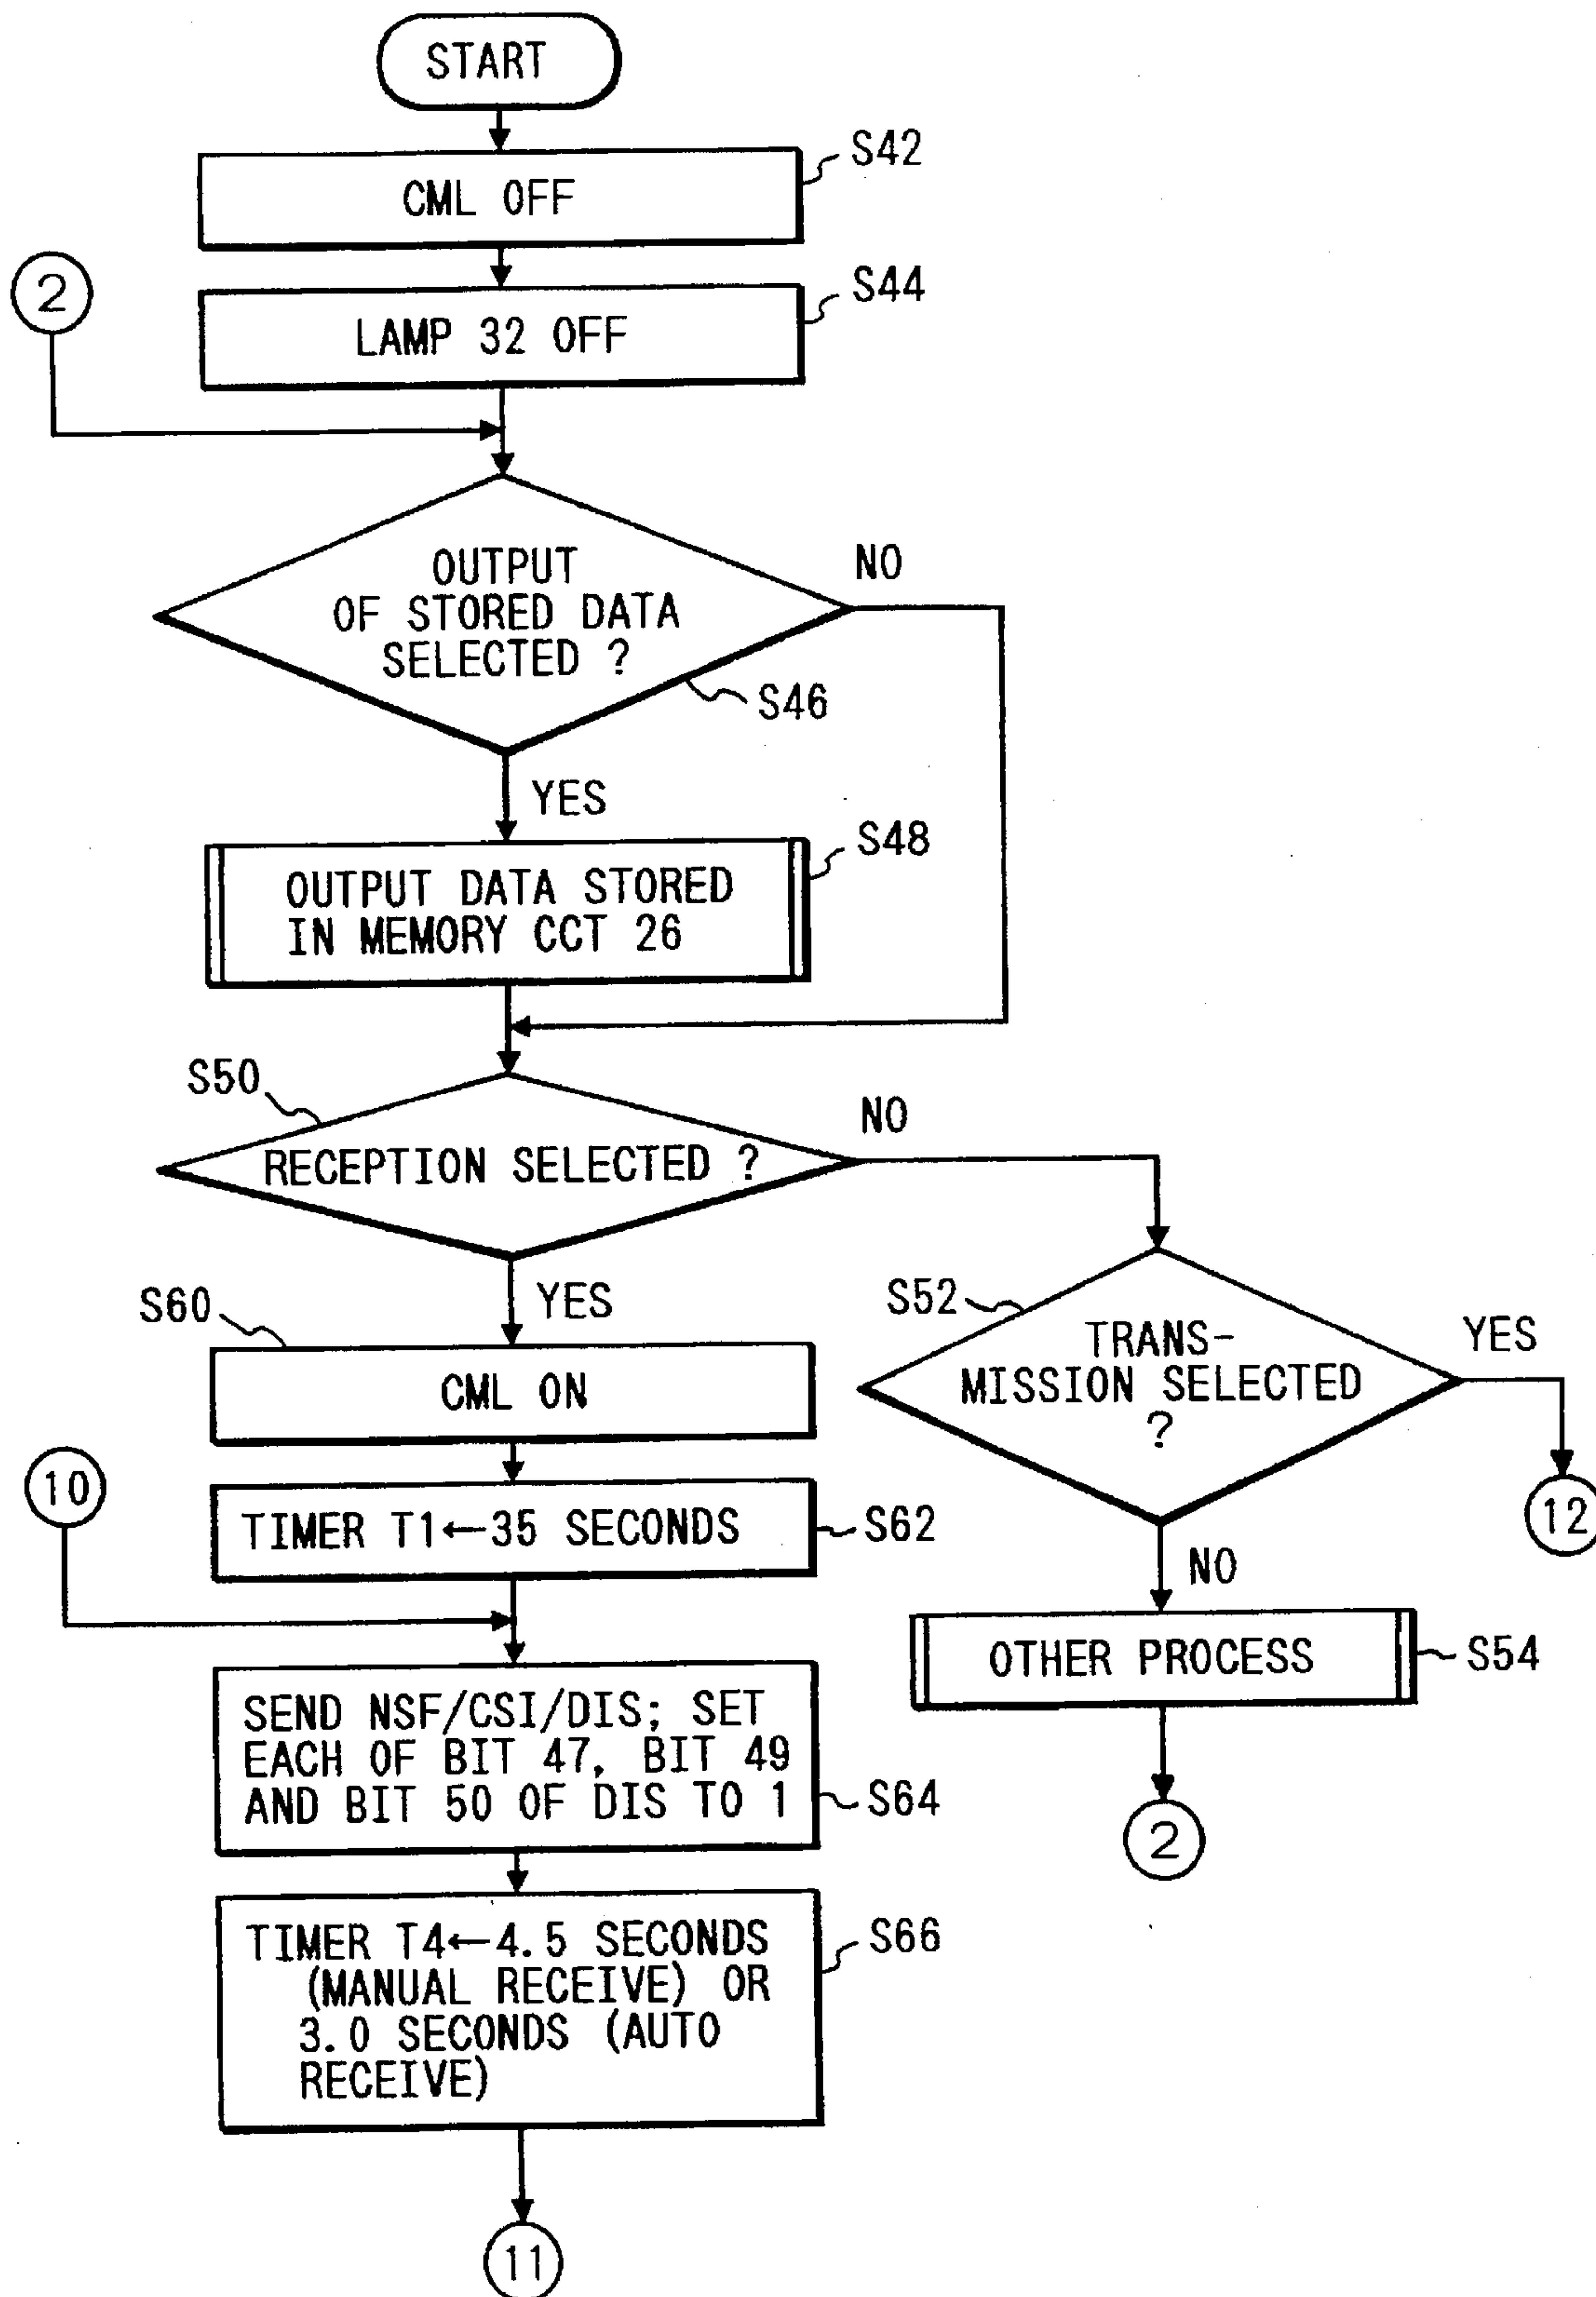 START
S42
CML OFF
2
S44
LAMP 32 OFF
NO
OUTPUT
OF STORED DATA
SELECTED ?
S46
YES
S48
OUTPUT DATA STORED
IN MEMORY CCT 26
S50
NO
RECEPTION SELECTED ?
S60
YES
S52
YES
TRANS-
MISSION SELECTED
?
CML ON
10
12
TIMER T1←35 SECONDS
S62
NO
OTHER PROCESS
S54
SEND NSF/CSI/DIS; SET
EACH OF BIT 47, BIT 49
AND BIT 50 OF DIS TO 1
S64
2
S66
TIMER T4←4.5 SECONDS
(MANUAL RECEIVE) OR
3.0 SECONDS (AUTO
RECEIVE)
11